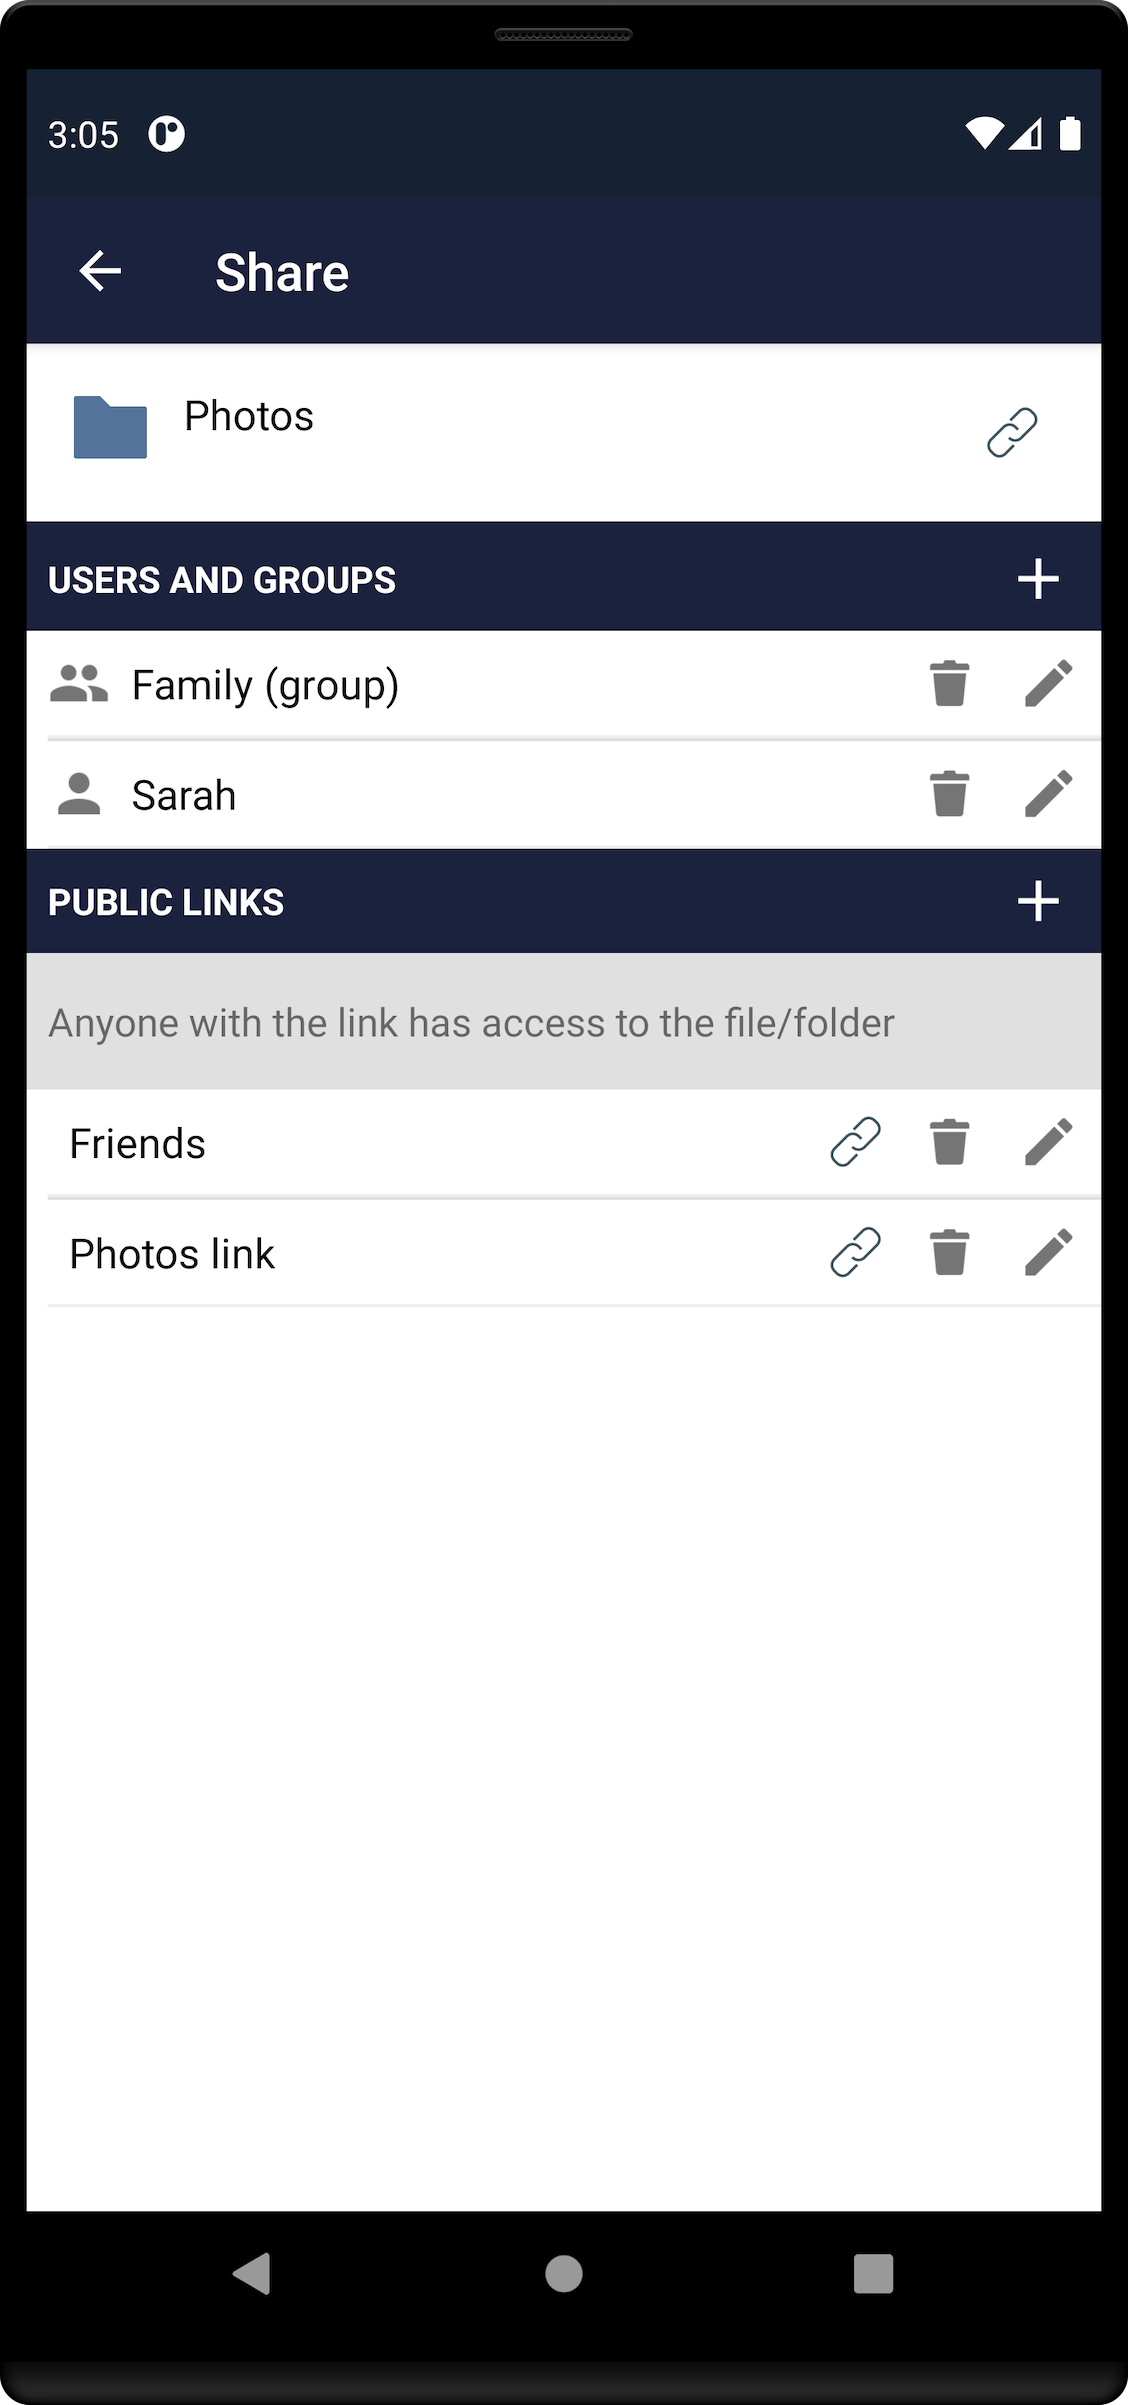 3:05
Share
Photos
USERS AND GROUPS
Family (group)
Sarah
PUBLIC LINKS
Anyone with the link has access to the file/folder
Friends
Photos link